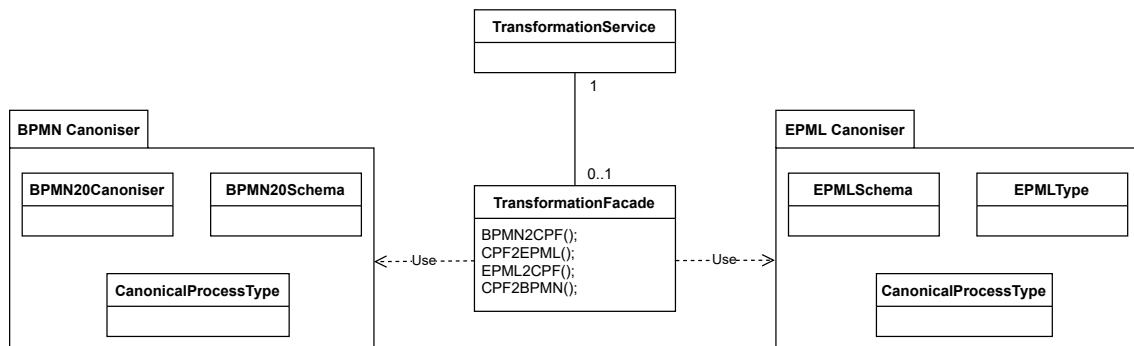 TransformationService
1
BPMN Canoniser
EPML Canoniser
BPMN20Canoniser
BPMN20Schema
0..1
EPMLSchema
EPMLType
TransformationFacade
BPMN2CPF();
CPF2EPML();
EPML2CPF();
CPF2BPMN();
Use
Use
CanonicalProcessType
CanonicalProcessType